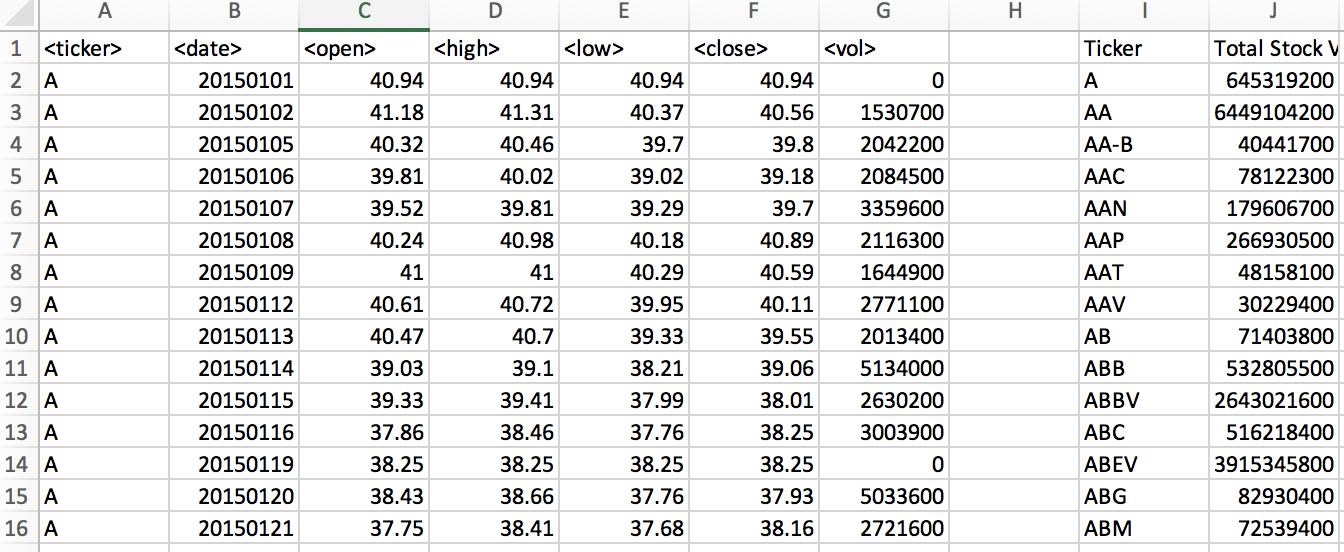 A B C D E F G H I J
1 <ticker> <date> <open> <high> <low> <close> <vol> Ticker Total Stock V
2 A 20150101 40.94 40.94 40.94 40.94 0 A 645319200
3 A 20150102 41.18 41.31 40.37 40.56 1530700 AA 6449104200
4 A 20150105 40.32 40.46 39.7 39.8 2042200 AA-B 40441700
5 A 20150106 39.81 40.02 39.02 39.18 2084500 AAC 78122300
6 A 20150107 39.52 39.81 39.29 39.7 3359600 AAN 179606700
7 A 20150108 40.24 40.98 40.18 40.89 2116300 AAP 266930500
8 A 20150109 41 41 40.29 40.59 1644900 AAT 48158100
9 A 20150112 40.61 40.72 39.95 40.11 2771100 AAV 30229400
10 A 20150113 40.47 40.7 39.33 39.55 2013400 AB 71403800
11 A 20150114 39.03 39.1 38.21 39.06 5134000 ABB 532805500
12 A 20150115 39.33 39.41 37.99 38.01 2630200 ABBV 2643021600
13 A 20150116 37.86 38.46 37.76 38.25 3003900 ABC 516218400
14 A 20150119 38.25 38.25 38.25 38.25 0 ABEV 3915345800
15 A 20150120 38.43 38.66 37.76 37.93 5033600 ABG 82930400
16 A 20150121 37.75 38.41 37.68 38.16 2721600 ABM 72539400